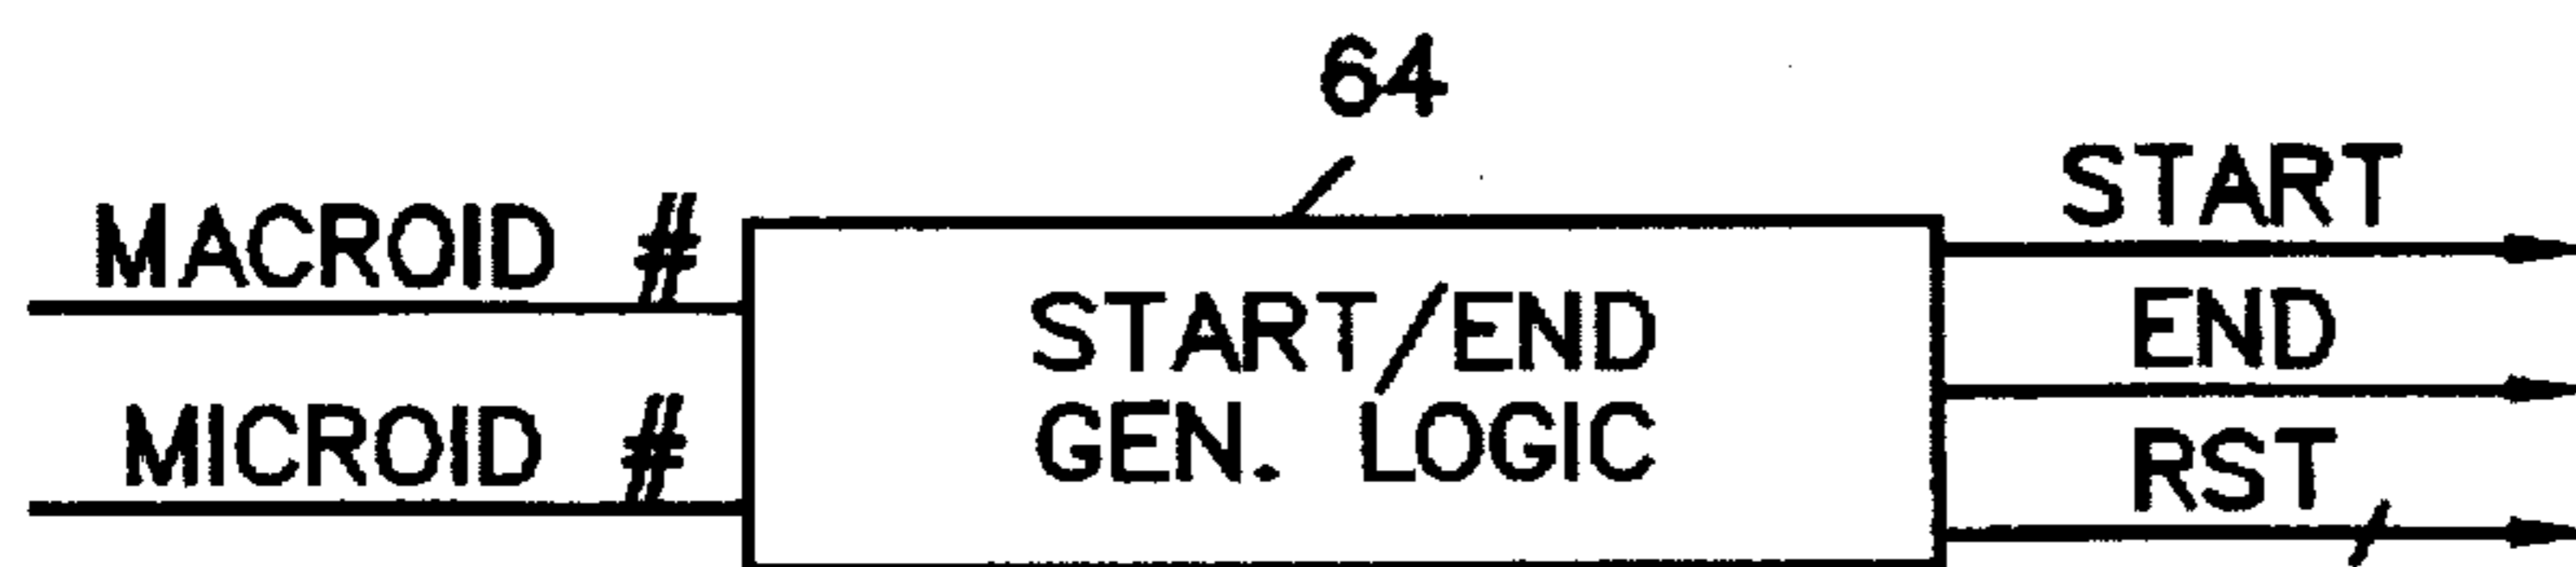 64
MACROID #
MICROID #
START/END
GEN. LOGIC
START
END
RST